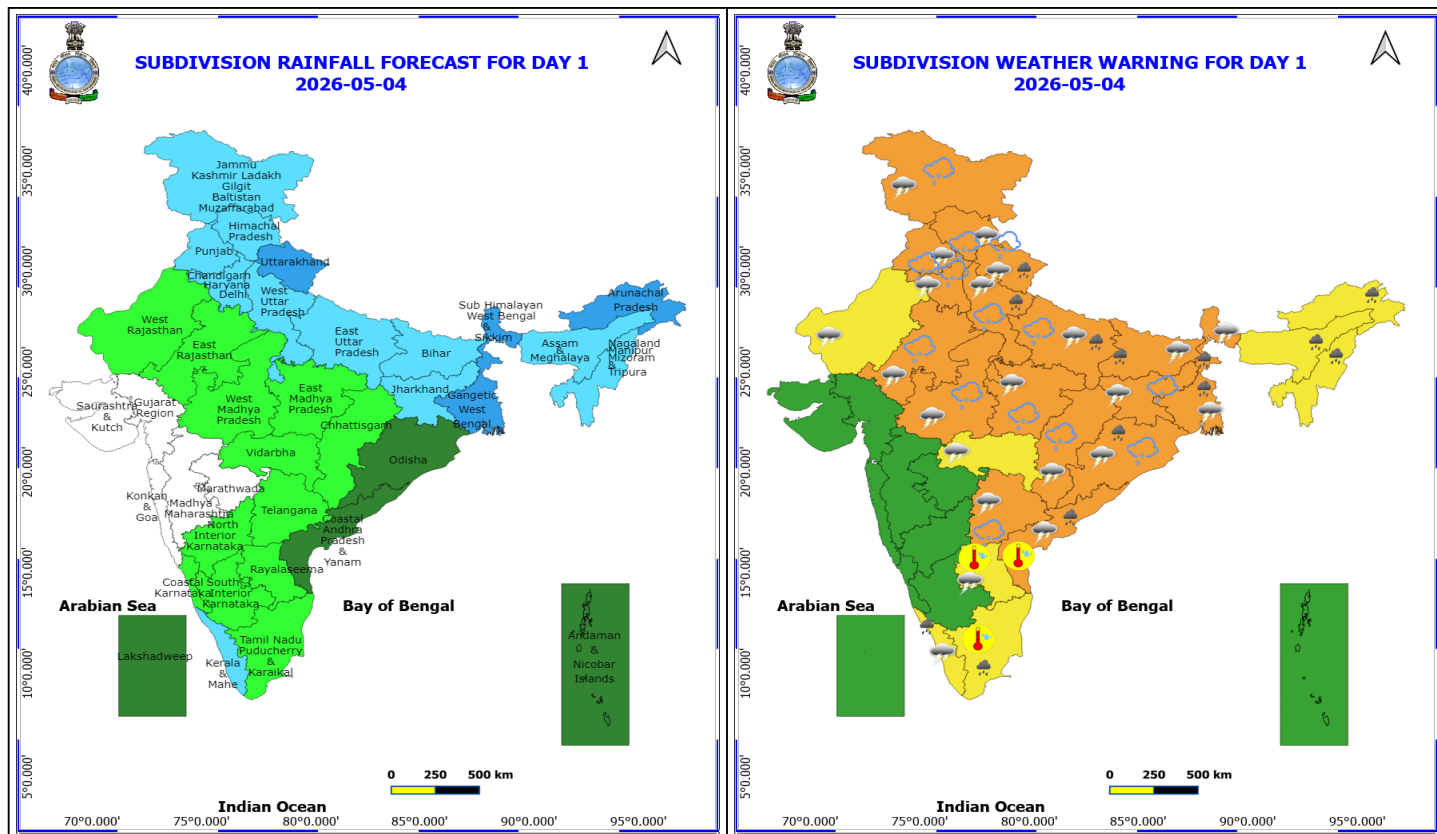 SUBDIVISION RAINFALL FORECAST FOR DAY 1
2026-05-04
40°0.000'
35°0.000'
30°0.000'
25°0.000'
20°0.000'
15°0.000'
10°0.000'
5°0.000'
Jammu
Kashmir Ladakh
Gilgit
Baltistan
Muzaffarabad
Himachal
Pradesh
Punjab
Uttarakhand
Chandigarh
Haryana
Delhi
West
Uttar
Pradesh
Arunachal
Pradesh
Sub Himalayan
West Bengal
&
Sikkim
West
Rajasthan
East
Rajasthan
East
Uttar
Pradesh
Bihar
Assam
&
Meghalaya
Nagaland
Manipur
Mizoram
&
Tripura
Saurashtra
&
Kutch
Gujarat
Region
West
Madhya
Pradesh
East
Madhya
Pradesh
Jharkhand
Gangetic
West
Bengal
Chhattisgarh
Vidarbha
Odisha
Konkan
&
Goa
Marathwada
Madhya
Maharashtra
Telangana
North
Interior
Karnataka
Coastal
Andhra
Pradesh
&
Yanam
Rayalaseema
Coastal
Karnataka
South
Interior
Karnataka
Arabian Sea
Bay of Bengal
Lakshadweep
Kerala
&
Mahe
Tamil Nadu
Puducherry
&
Karaikal
Andaman
&
Nicobar
Islands
0 250 500 km
Indian Ocean
70°0.000' 75°0.000' 80°0.000' 85°0.000' 90°0.000' 95°0.000'
SUBDIVISION WEATHER WARNING FOR DAY 1
2026-05-04
40°0.000'
35°0.000'
30°0.000'
25°0.000'
20°0.000'
15°0.000'
10°0.000'
5°0.000'
Arabian Sea
Bay of Bengal
0 250 500 km
Indian Ocean
70°0.000' 75°0.000' 80°0.000' 85°0.000' 90°0.000' 95°0.000'